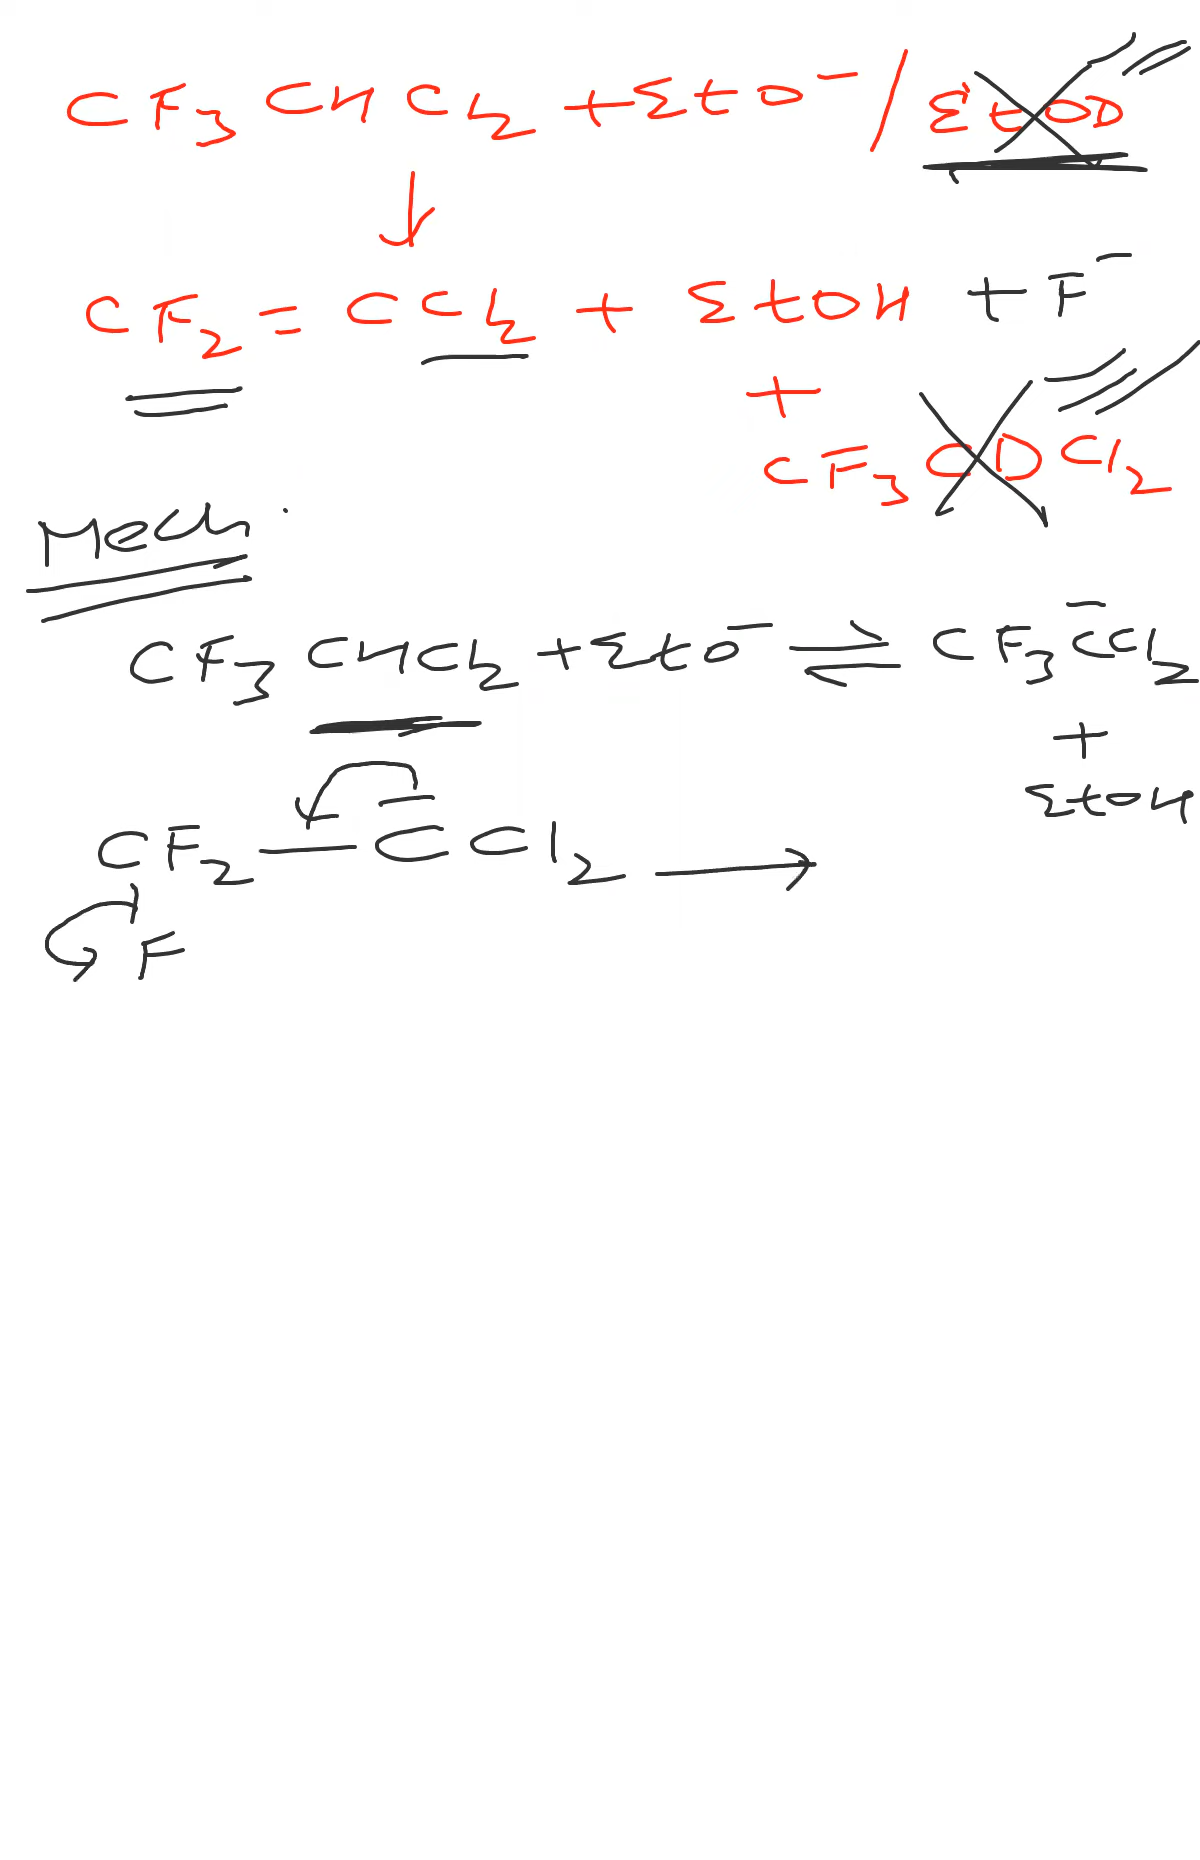 CF₃CHCl₂ + EtO⁻ / EtOD
↓
CF₂ = CCl₂ + EtOH + F⁻
+
CF₃CDCl₂
Mech.
CF₃CHCl₂ + EtO⁻ ⇌ CF₃C̄Cl₂
+
EtOH
CF₂ — C̄Cl₂ →
F